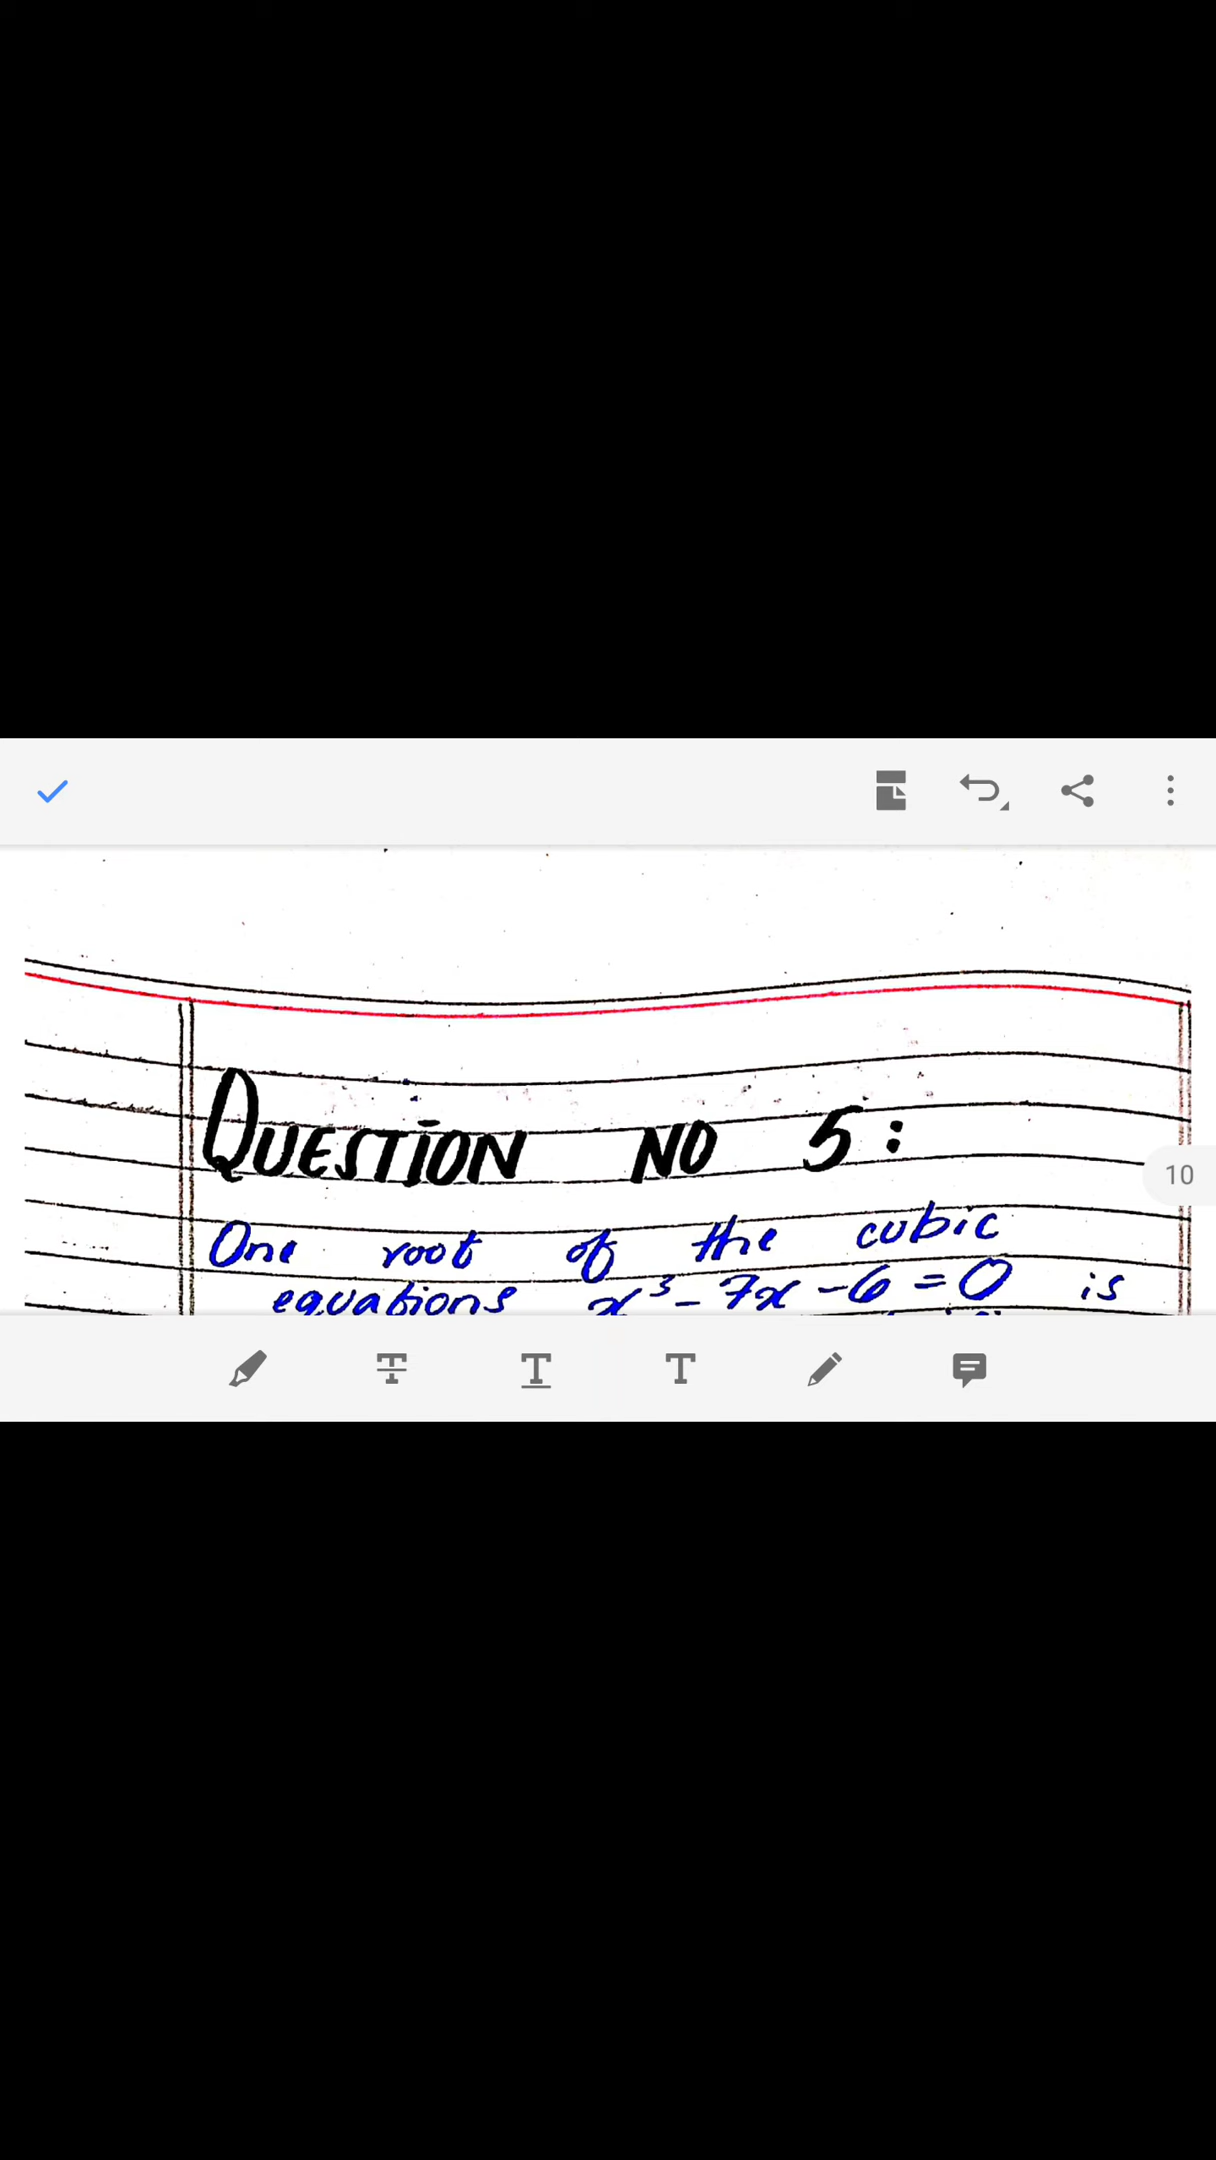 10
QUESTION NO 5:
One root of the cubic
equations x³ - 7x - 6 = 0 is